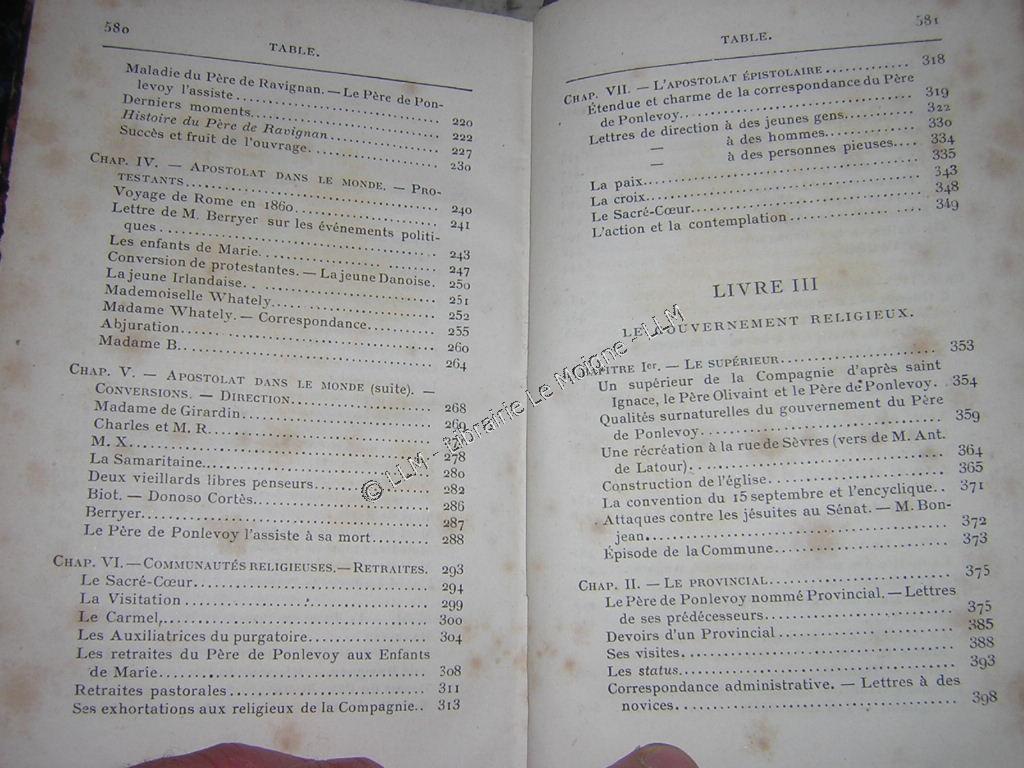 580
TABLE.
Maladie du Père de Ravignan. — Le Père de Pon-
levoy l'assiste.................... 220
Derniers moments.................... 222
Histoire du Père de Ravignan.................... 227
Succès et fruit de l'ouvrage.................... 230
CHAP. IV. — APOSTOLAT DANS LE MONDE. — PRO-
TESTANTS.................... 240
Voyage de Rome en 1860.................... 241
Lettre de M. Berryer sur les événements politi-
ques.................... 243
Les enfants de Marie.................... 247
Conversion de protestantes. — La jeune Danoise. 250
La jeune Irlandaise.................... 251
Mademoiselle Whately.................... 252
Madame Whately. — Correspondance.................... 255
Abjuration.................... 260
Madame B.................... 264
CHAP. V. — APOSTOLAT DANS LE MONDE (suite). —
CONVERSIONS. — DIRECTION.................... 268
Madame de Girardin.................... 269
Charles et M. R....................
M. X.................... 278
La Samaritaine.................... 280
Deux vieillards libres penseurs.................... 282
Biot. — Donoso Cortès.................... 286
Berryer.................... 287
Le Père de Ponlevoy l'assiste à sa mort.................... 288
CHAP. VI. — COMMUNAUTÉS RELIGIEUSES. — RETRAITES. 293
Le Sacré-Cœur.................... 294
La Visitation.................... 299
Le Carmel.................... 300
Les Auxiliatrices du purgatoire.................... 304
Les retraites du Père de Ponlevoy aux Enfants
de Marie.................... 308
Retraites pastorales.................... 311
Ses exhortations aux religieux de la Compagnie.. 313
581
TABLE.
CHAP. VII. — L'APOSTOLAT ÉPISTOLAIRE.................... 318
Étendue et charme de la correspondance du Père
de Ponlevoy.................... 319
Lettres de direction à des jeunes gens.................... 322
— à des hommes.................... 330
— à des personnes pieuses.... 334
La paix.................... 335
La croix.................... 343
Le Sacré-Cœur.................... 348
L'action et la contemplation.................... 349
LIVRE III
LE GOUVERNEMENT RELIGIEUX.
CHAPITRE Ier. — LE SUPÉRIEUR.................... 353
Un supérieur de la Compagnie d'après saint
Ignace, le Père Olivaint et le Père de Ponlevoy. 354
Qualités surnaturelles du gouvernement du Père
de Ponlevoy.................... 359
Une récréation à la rue de Sèvres (vers de M. Ant.
de Latour).................... 364
Construction de l'église.................... 365
La convention du 15 septembre et l'encyclique.. 371
Attaques contre les jésuites au Sénat. — M. Bon-
jean.................... 372
Épisode de la Commune.................... 373
CHAP. II. — LE PROVINCIAL.................... 375
Le Père de Ponlevoy nommé Provincial. — Lettres
de ses prédécesseurs.................... 375
Devoirs d'un Provincial.................... 385
Ses visites.................... 388
Les status.................... 393
Correspondance administrative. — Lettres à des
novices.................... 398
© LLM - Librairie Le Moigne - LLM